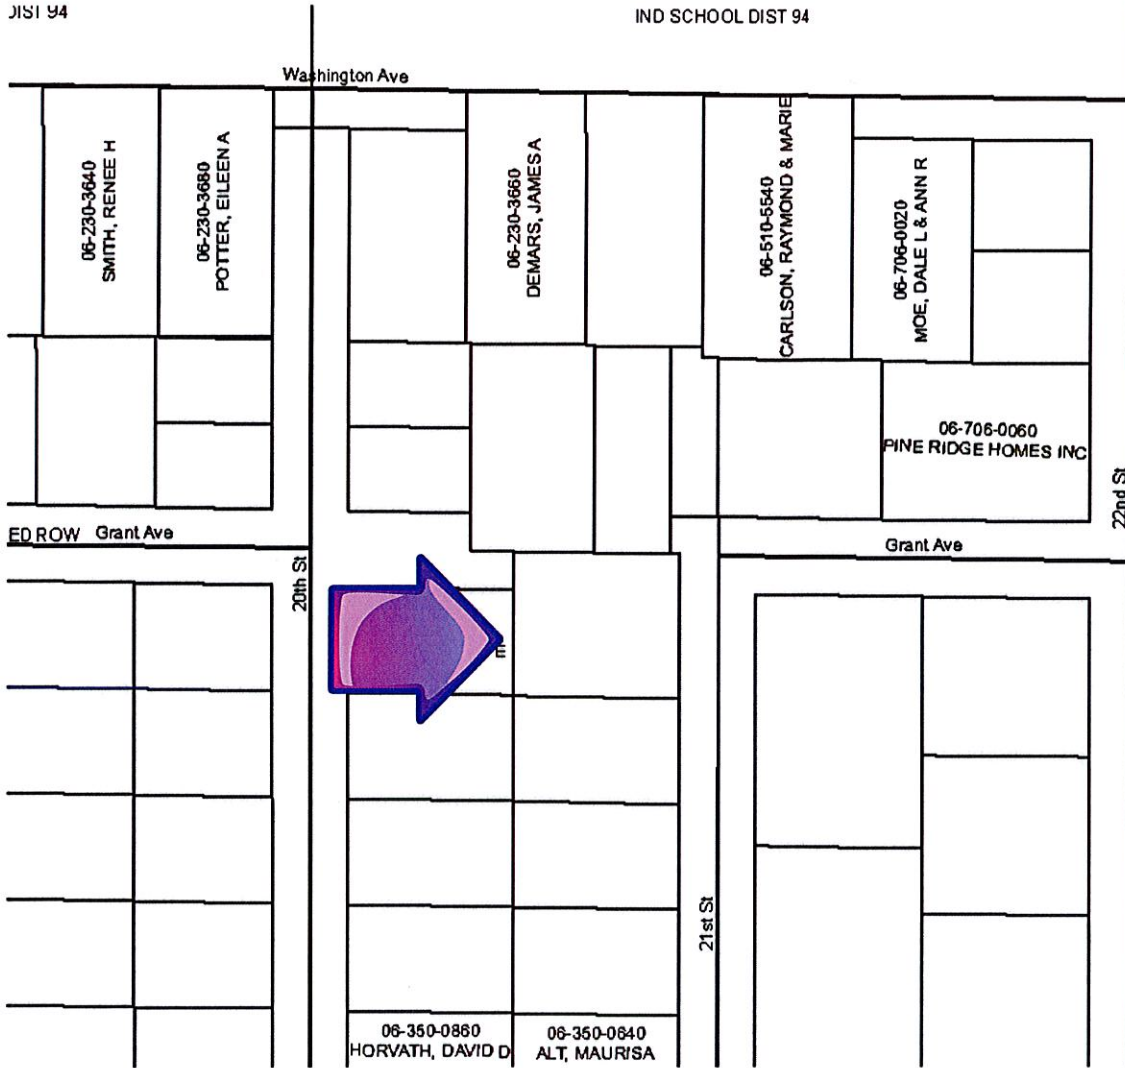 DIST 94
IND SCHOOL DIST 94
Washington Ave
06-230-3640
SMITH, RENEE H
06-230-3680
POTTER, EILEEN A
06-230-3660
DEMARS, JAMES A
06-510-5540
CARLSON, RAYMOND & MARIE
06-706-0020
MOE, DALE L & ANN R
06-706-0060
PINE RIDGE HOMES INC
22nd St
ED ROW Grant Ave
Grant Ave
20th St
21st St
06-350-0860
HORVATH, DAVID D
06-350-0640
ALT, MAURISA